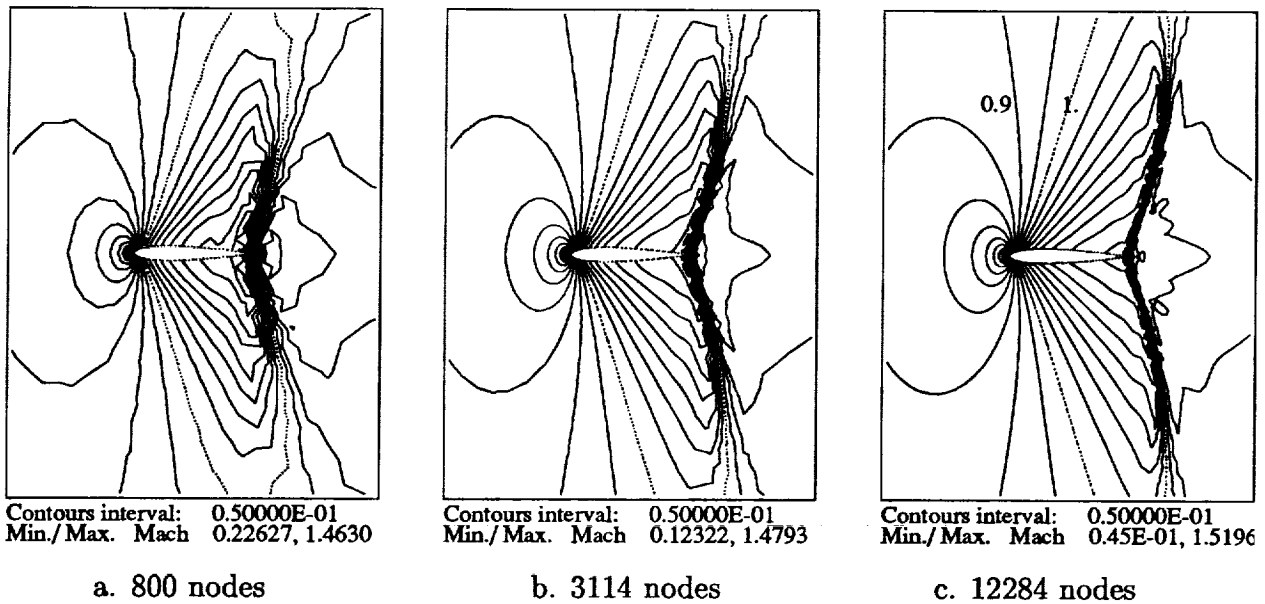 0.9 1.
Contours interval: 0.50000E-01
Min./ Max. Mach 0.22627, 1.4630
Contours interval: 0.50000E-01
Min./ Max. Mach 0.12322, 1.4793
Contours interval: 0.50000E-01
Min./ Max. Mach 0.45E-01, 1.5196
a. 800 nodes
b. 3114 nodes
c. 12284 nodes